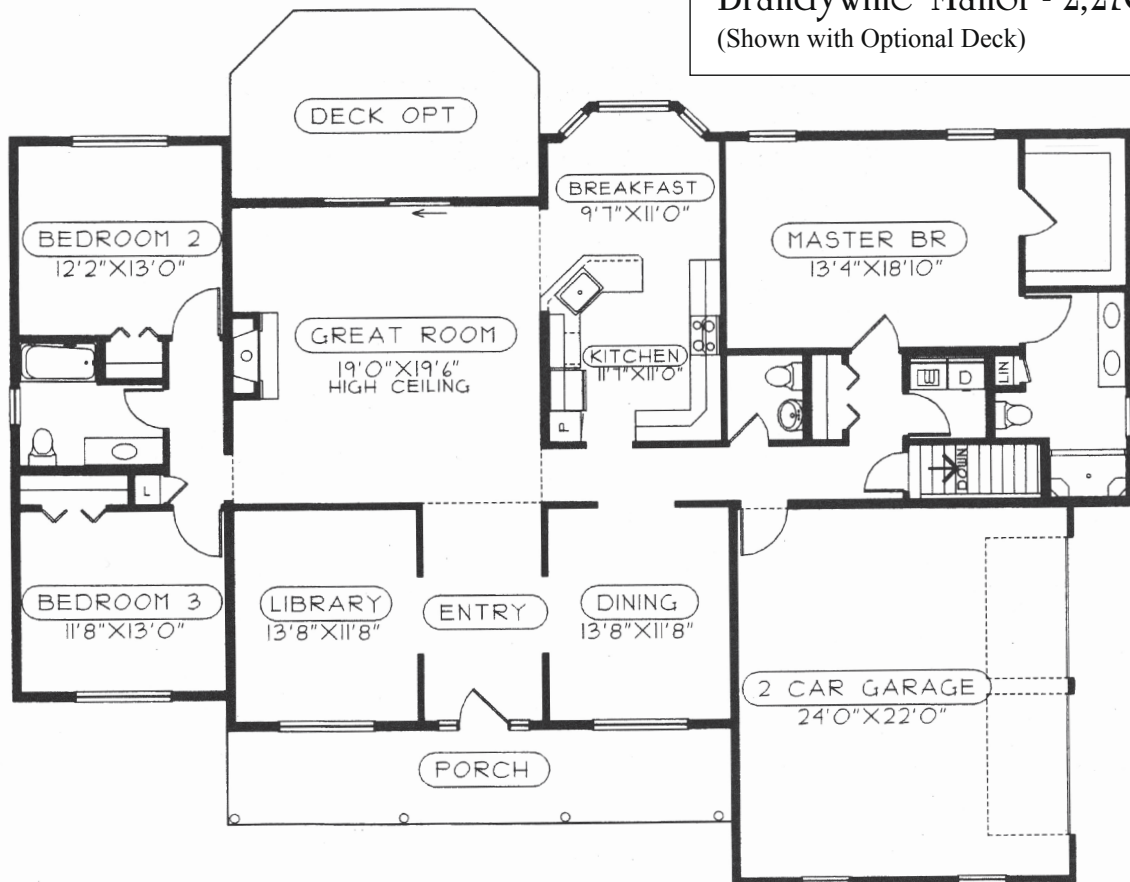 Manor -
(Shown with Optional Deck)
DECK OPT
BREAKFAST
9'7"X11'0"
BEDROOM 2
12'2"X13'0"
MASTER BR
13'4"X18'10"
GREAT ROOM
19'0"X19'6"
HIGH CEILING
KITCHEN
11'7"X11'0"
D
LIN
P
DOWN
L
BEDROOM 3
11'8"X13'0"
LIBRARY
13'8"X11'8"
ENTRY
DINING
13'8"X11'8"
2 CAR GARAGE
24'0"X22'0"
PORCH